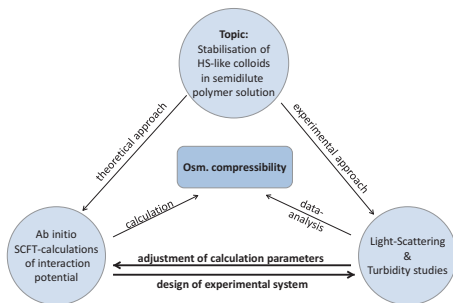 Topic:
Stabilisation of
HS-like colloids
in semidilute
polymer solution
theoretical approach
experimental approach
Osm. compressibility
calculation
data-
analysis
Ab initio
SCFT-calculations
of interaction
potential
Light-Scattering
&
Turbidity studies
adjustment of calculation parameters
design of experimental system